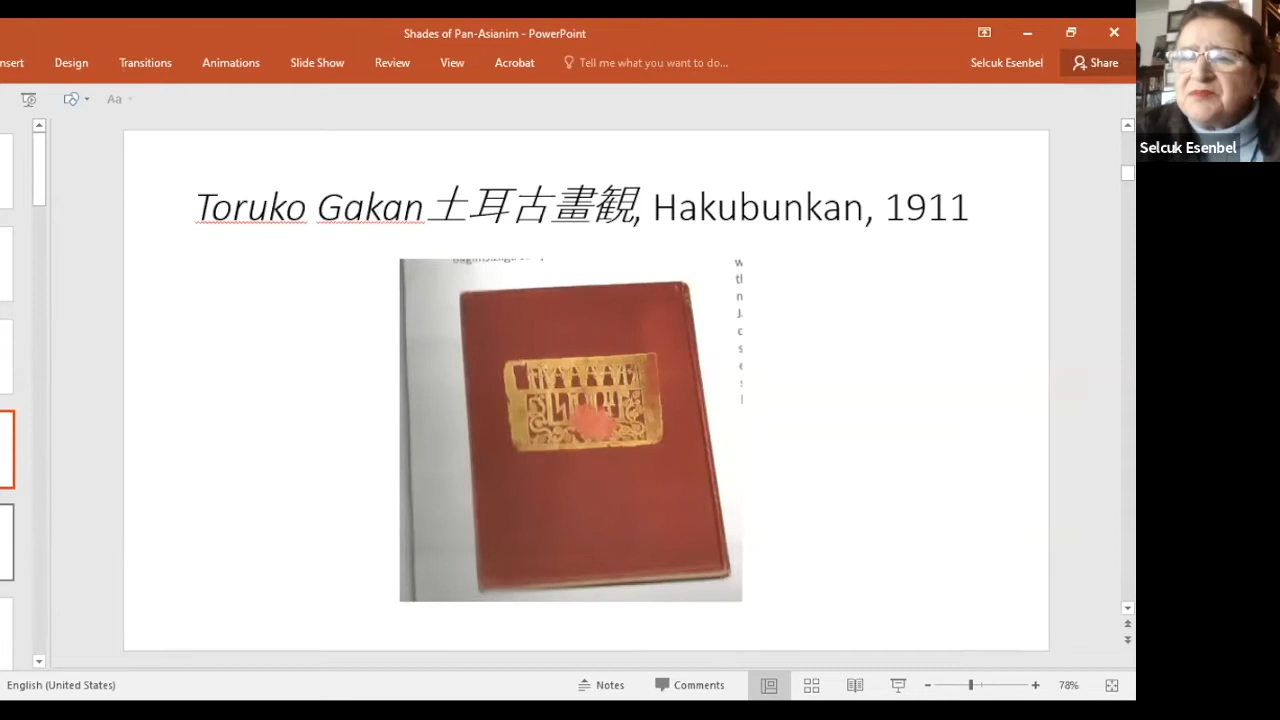 Shades of Pan-Asianim - PowerPoint
nsert Design Transitions Animations Slide Show Review View Acrobat Tell me what you want to do... Selcuk Esenbel Share
Aa
Selcuk Esenbel
Toruko Gakan 土耳古畫観, Hakubunkan, 1911
English (United States) Notes Comments 78%